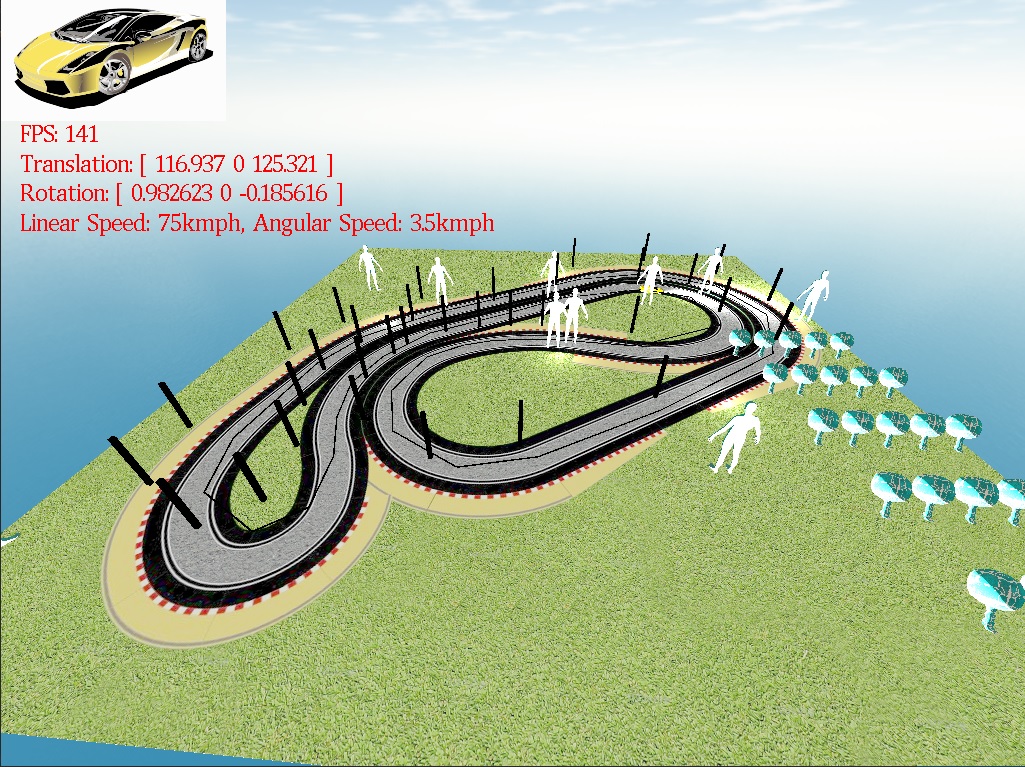 FPS: 141
Translation: [ 116.937 0 125.321 ]
Rotation: [ 0.982623 0 -0.185616 ]
Linear Speed: 75kmph, Angular Speed: 3.5kmph